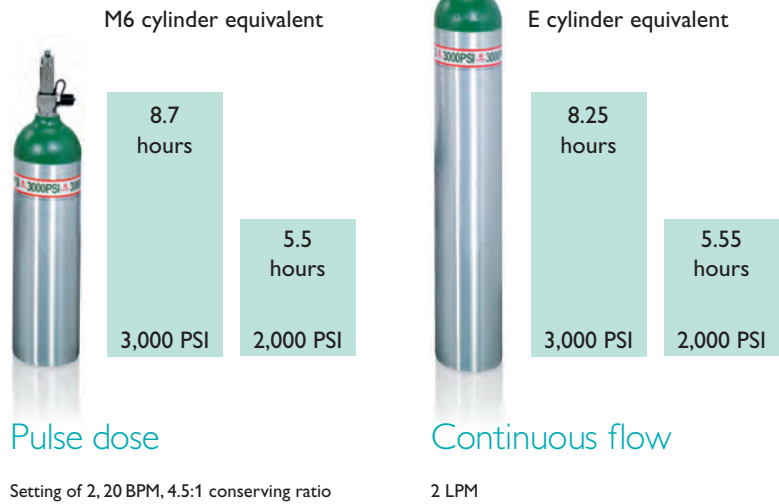 M6 cylinder equivalent
3000PSI
8.7
hours
3,000 PSI
5.5
hours
2,000 PSI
Pulse dose
Setting of 2, 20 BPM, 4.5:1 conserving ratio
E cylinder equivalent
3000PSI
8.25
hours
3,000 PSI
5.55
hours
2,000 PSI
Continuous flow
2 LPM